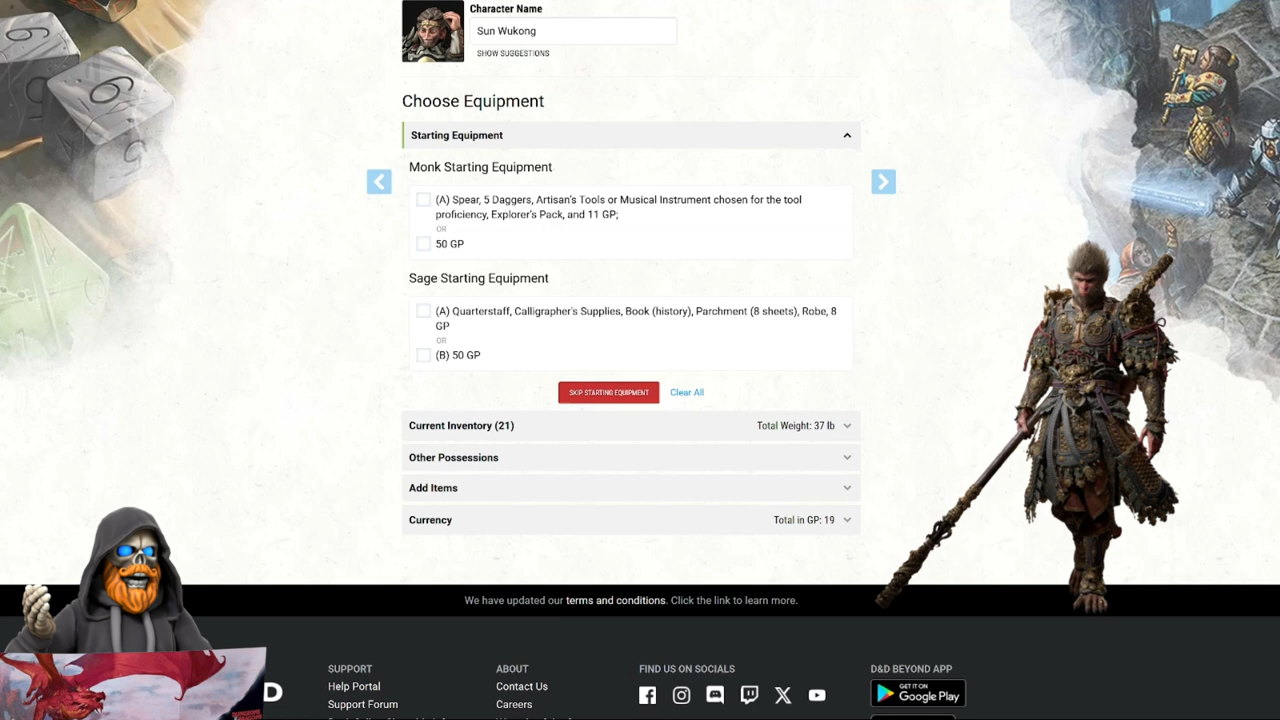 Character Name
Sun Wukong
SHOW SUGGESTIONS
Choose Equipment
Starting Equipment
Monk Starting Equipment
(A) Spear, 5 Daggers, Artisan's Tools or Musical Instrument chosen for the tool
proficiency, Explorer's Pack, and 11 GP;
OR
50 GP
Sage Starting Equipment
(A) Quarterstaff, Calligrapher's Supplies, Book (history), Parchment (8 sheets), Robe, 8
GP
OR
(B) 50 GP
SKIP STARTING EQUIPMENT Clear All
Current Inventory (21) Total Weight: 37 lb
Other Possessions
Add Items
Currency Total in GP: 19
We have updated our terms and conditions. Click the link to learn more.
SUPPORT ABOUT FIND US ON SOCIALS D&D BEYOND APP
Help Portal Contact Us GET IT ON
Google Play
Support Forum Careers